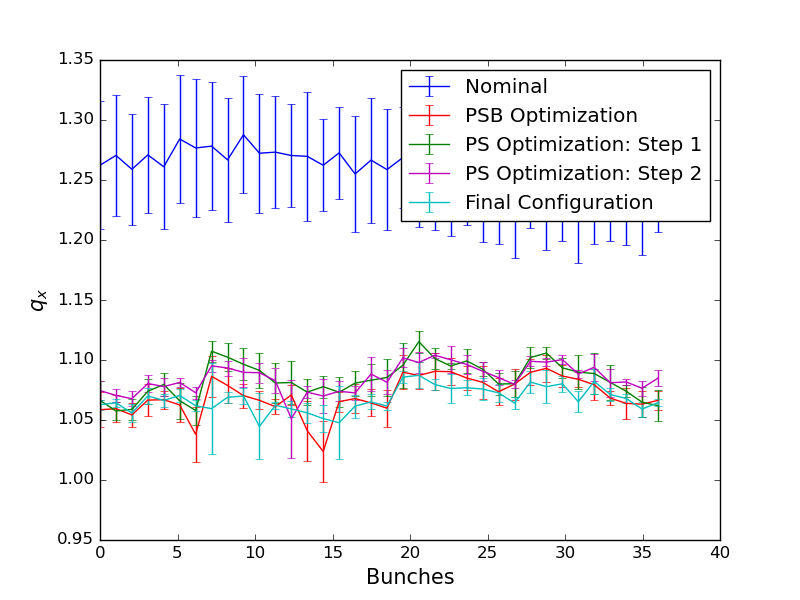 1.35
1.30
1.25
1.20
1.15
1.10
1.05
1.00
0.95
q_x
Nominal
PSB Optimization
PS Optimization: Step 1
PS Optimization: Step 2
Final Configuration
0 5 10 15 20 25 30 35 40
Bunches